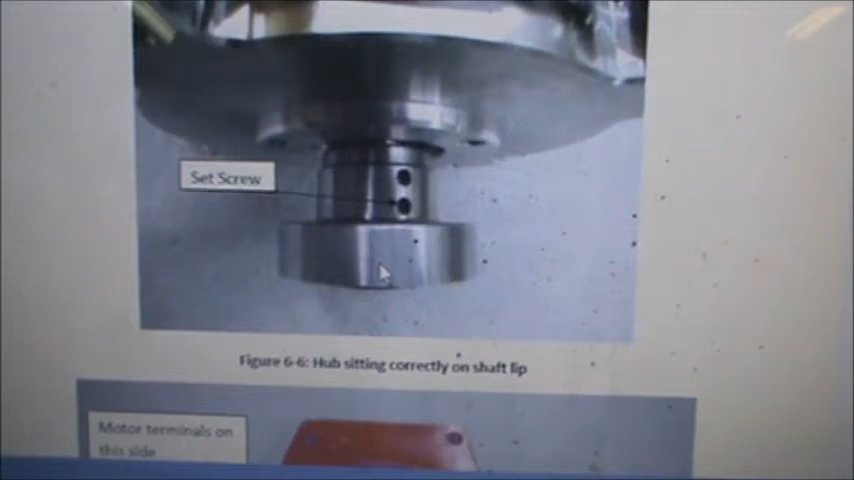 Set Screw
Figure 6-6: Hub sitting correctly on shaft lip
Motor terminals on
this side